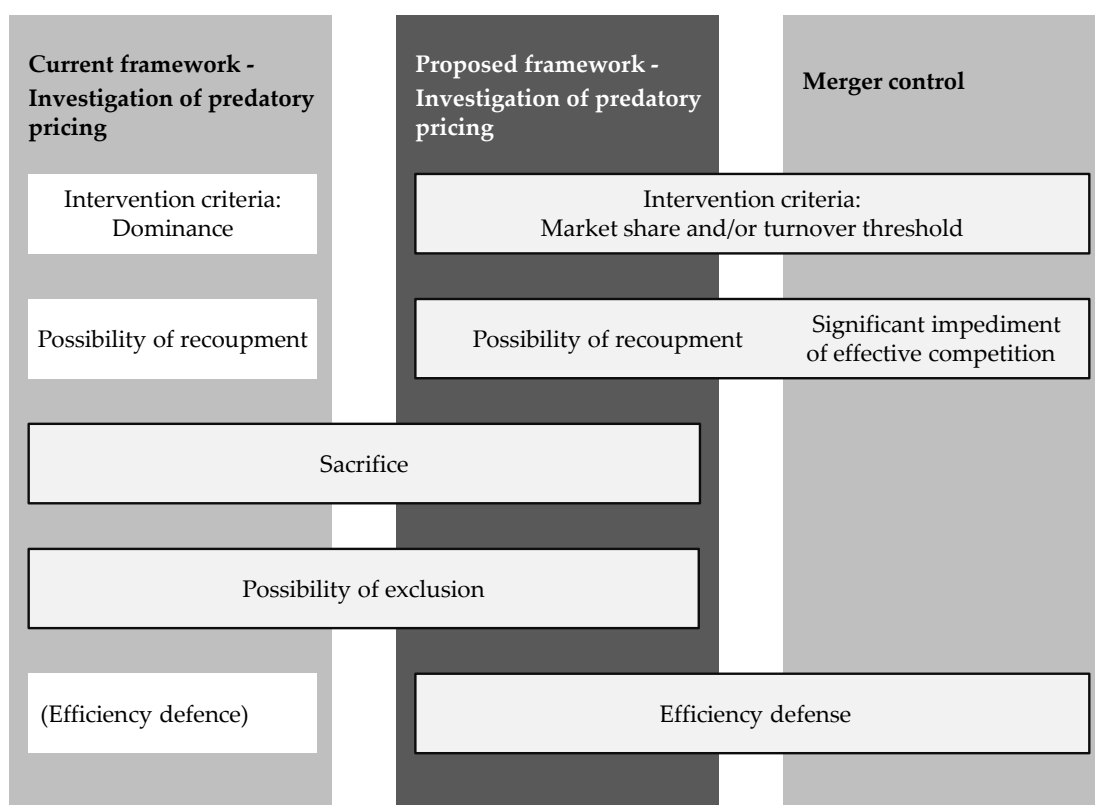 Current framework -
Investigation of predatory
pricing
Proposed framework -
Investigation of predatory
pricing
Merger control
Intervention criteria:
Dominance
Intervention criteria:
Market share and/or turnover threshold
Possibility of recoupment
Possibility of recoupment
Significant impediment
of effective competition
Sacrifice
Possibility of exclusion
(Efficiency defence)
Efficiency defense